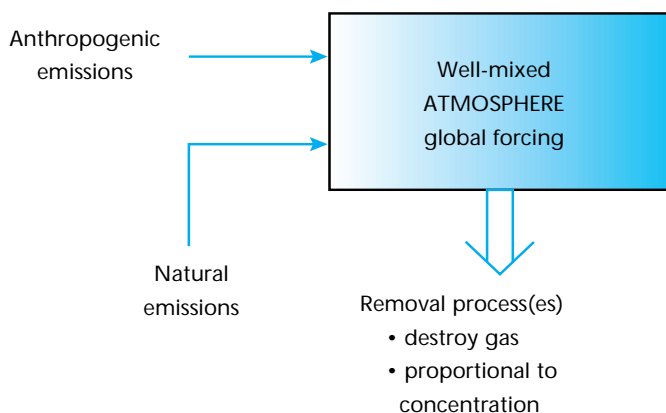 Anthropogenic
emissions
Well-mixed
ATMOSPHERE
global forcing
Natural
emissions
Removal process(es)
• destroy gas
• proportional to
concentration